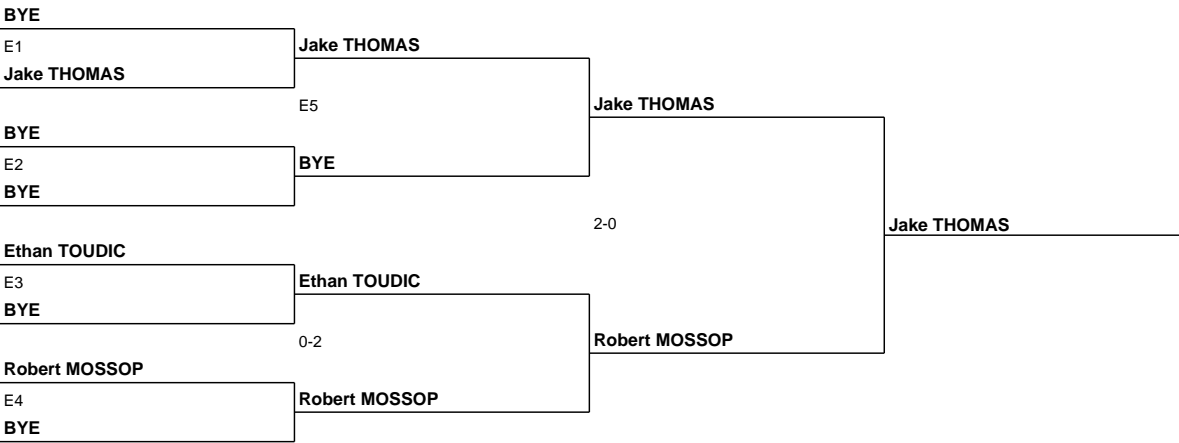 BYE
E1
Jake THOMAS
Jake THOMAS
E5
Jake THOMAS
BYE
E2
BYE
BYE
2-0
Jake THOMAS
Ethan TOUDIC
E3
Ethan TOUDIC
BYE
0-2
Robert MOSSOP
Robert MOSSOP
E4
Robert MOSSOP
BYE